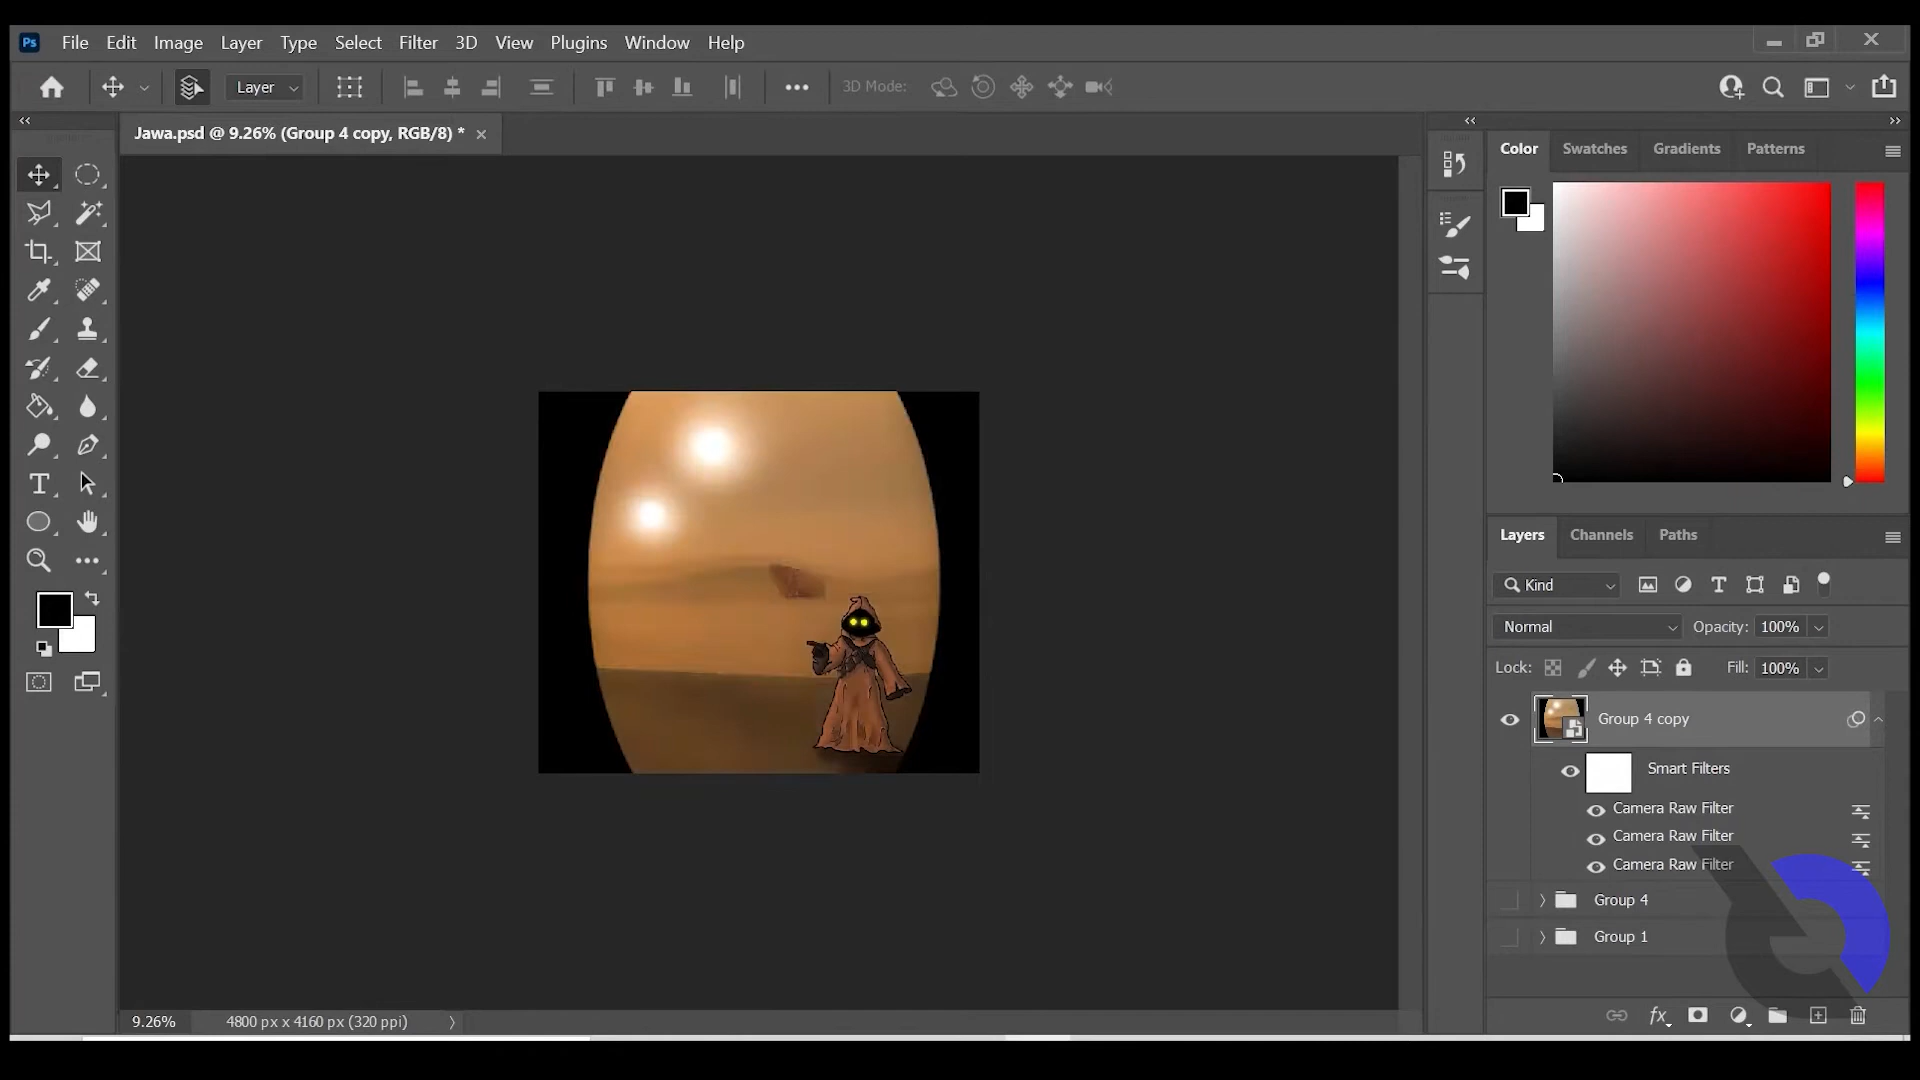 Ps File Edit Image Layer Type Select Filter 3D View Plugins Window Help
Layer 3D Mode:
Jawa.psd @ 9.26% (Group 4 copy, RGB/8) *
Color Swatches Gradients Patterns
Layers Channels Paths
Kind
Normal Opacity: 100%
Lock: Fill: 100%
Group 4 copy
Smart Filters
Camera Raw Filter
Camera Raw Filter
Camera Raw Filter
Group 4
Group 1
fx
9.26% 4800 px x 4160 px (320 ppi)